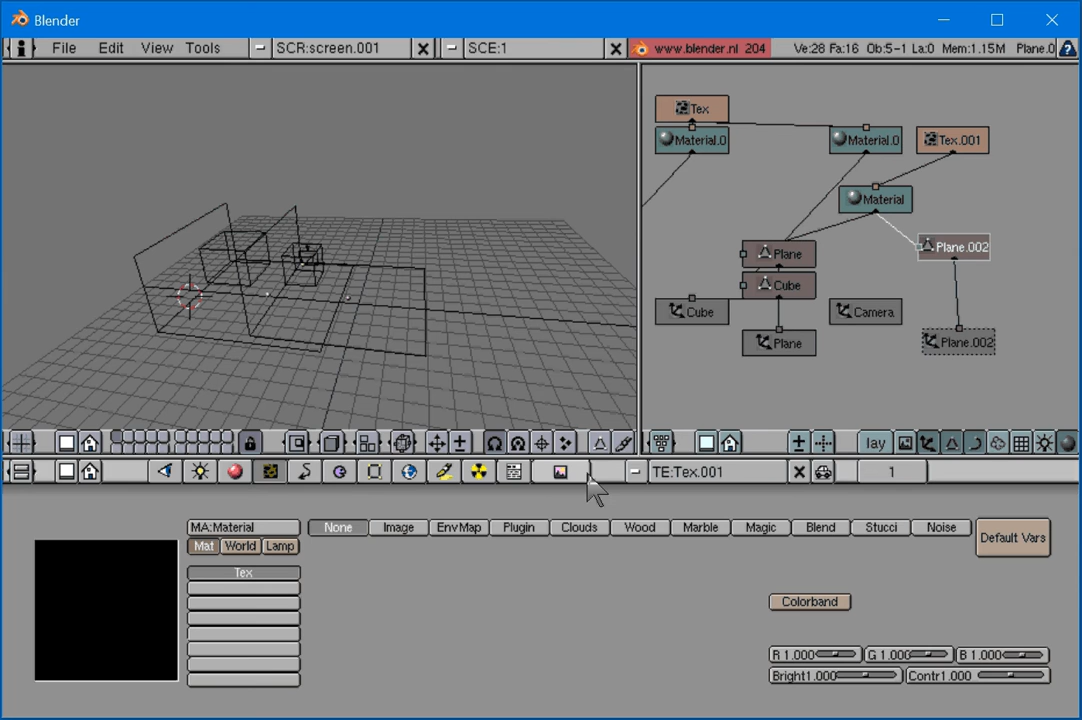 Blender
File Edit View Tools SCR:screen.001 SCE:1 www.blender.nl 204 Ve:28 Fa:16 Ob:5-1 La:0 Mem:1.15M Plane.0
Tex
Material.0 Material.0 Tex.001
Material
Plane Plane.002
Cube
Cube Camera
Plane Plane.002
lay
TE:Tex.001 1
MA:Material None Image EnvMap Plugin Clouds Wood Marble Magic Blend Stucci Noise Default Vars
Mat World Lamp
Tex
Colorband
R 1.000 G 1.000 B 1.000
Bright1.000 Contr1.000